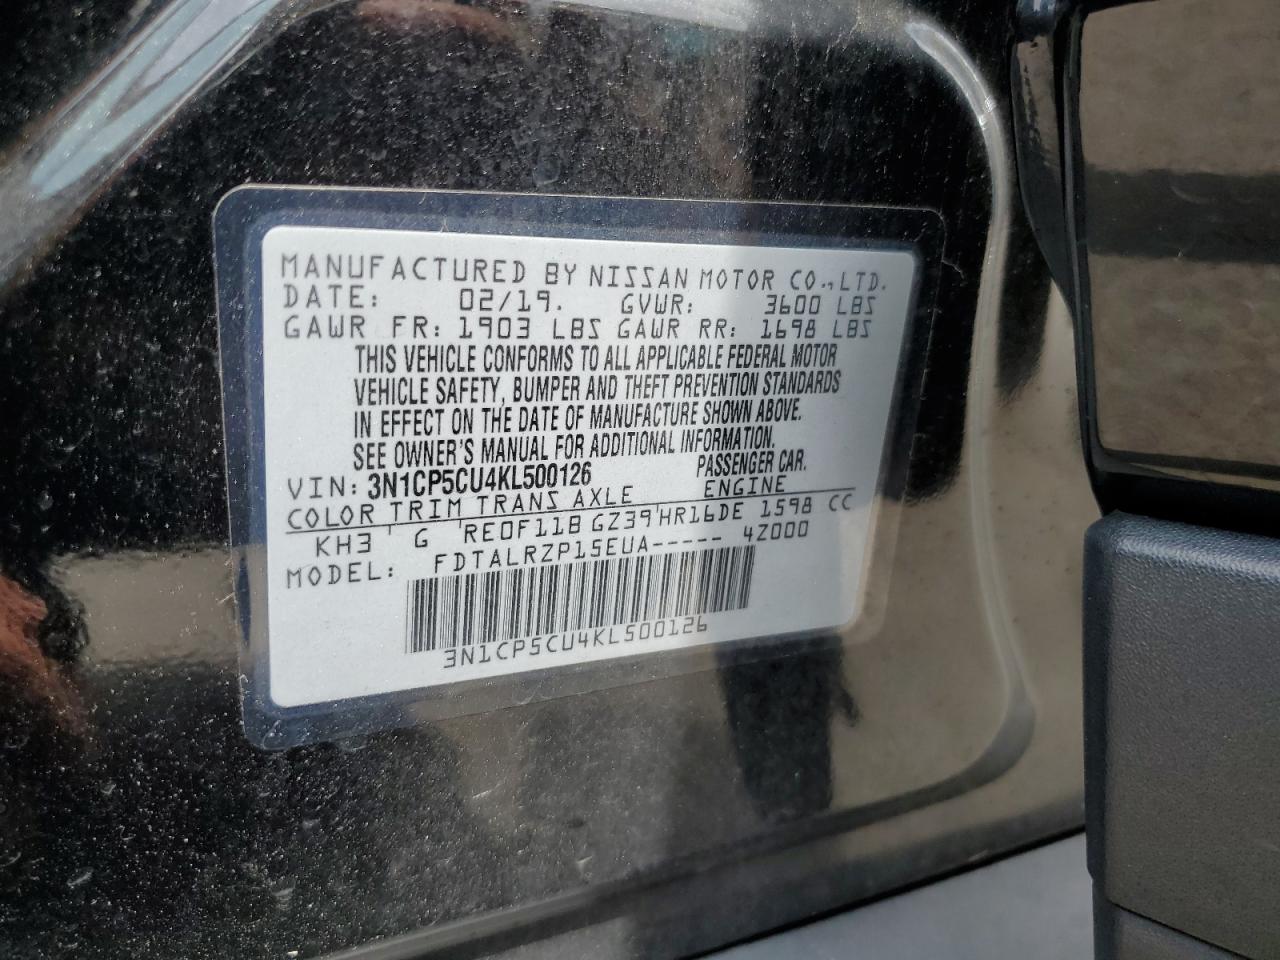 MANUFACTURED BY NISSAN MOTOR CO.,LTD.
DATE: 02/19. GVWR: 3600 LBS
GAWR FR: 1903 LBS GAWR RR: 1698 LBS
THIS VEHICLE CONFORMS TO ALL APPLICABLE FEDERAL MOTOR
VEHICLE SAFETY, BUMPER AND THEFT PREVENTION STANDARDS
IN EFFECT ON THE DATE OF MANUFACTURE SHOWN ABOVE.
SEE OWNER'S MANUAL FOR ADDITIONAL INFORMATION.
VIN: 3N1CP5CU4KL500126 PASSENGER CAR.
COLOR TRIM TRANS AXLE ENGINE
KH3 G RE0F11B GZ39 HR16DE 1598 CC
MODEL: FDTALRZP15EUA----- 4Z000
3N1CP5CU4KL500126